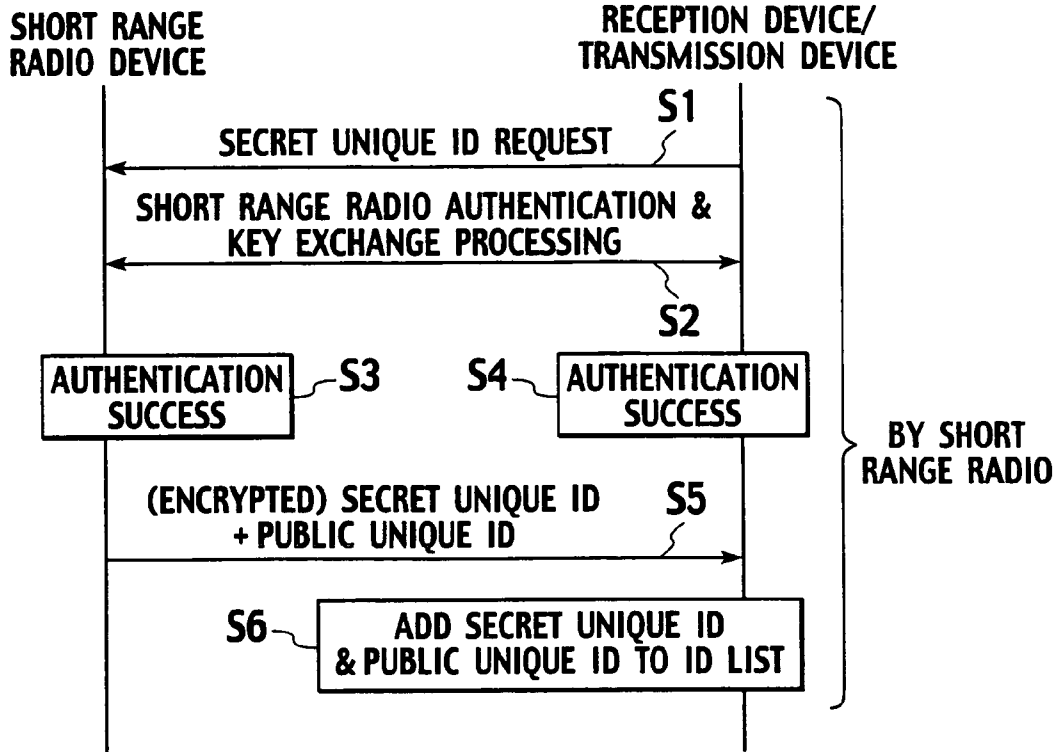 SHORT RANGE
RADIO DEVICE
RECEPTION DEVICE/
TRANSMISSION DEVICE
S1
SECRET UNIQUE ID REQUEST
SHORT RANGE RADIO AUTHENTICATION &
KEY EXCHANGE PROCESSING
S2
AUTHENTICATION
SUCCESS
S3
S4
AUTHENTICATION
SUCCESS
BY SHORT
RANGE RADIO
(ENCRYPTED) SECRET UNIQUE ID
+ PUBLIC UNIQUE ID
S5
S6
ADD SECRET UNIQUE ID
& PUBLIC UNIQUE ID TO ID LIST